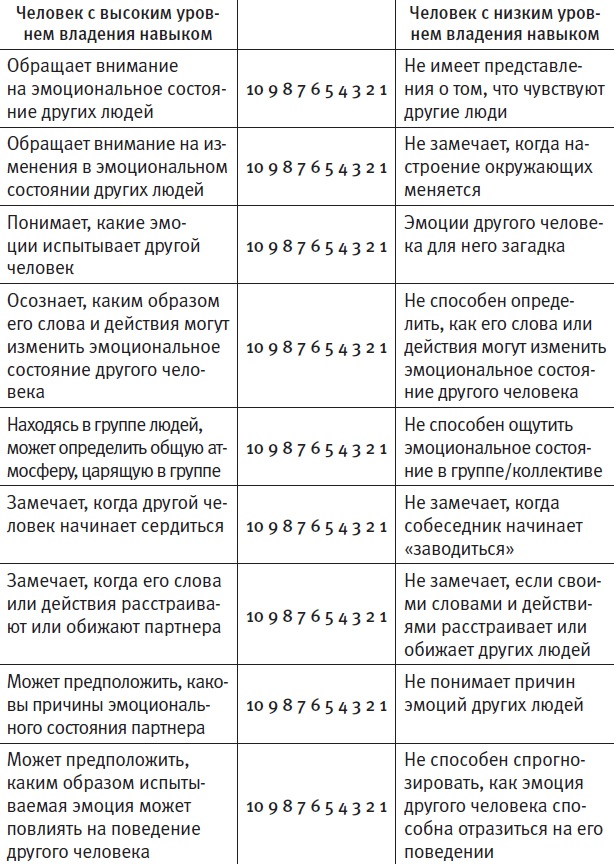 Человек с высоким уров-
нем владения навыком
Человек с низким уров-
нем владения навыком
Обращает внимание
на эмоциональное состоя-
ние других людей
10 9 8 7 6 5 4 3 2 1
Не имеет представле-
ния о том, что чувствуют
другие люди
Обращает внимание на из-
менения в эмоциональном
состоянии других людей
10 9 8 7 6 5 4 3 2 1
Не замечает, когда на-
строение окружающих
меняется
Понимает, какие эмо-
ции испытывает другой
человек
10 9 8 7 6 5 4 3 2 1
Эмоции другого челове-
ка для него загадка
Осознает, каким образом
его слова и действия могут
изменить эмоциональное
состояние другого чело-
века
10 9 8 7 6 5 4 3 2 1
Не способен опреде-
лить, как его слова или
действия могут изменить
эмоциональное состоя-
ние другого человека
Находясь в группе людей,
может определить общую ат-
мосферу, царящую в группе
10 9 8 7 6 5 4 3 2 1
Не способен ощутить
эмоциональное состоя-
ние в группе/коллективе
Замечает, когда другой че-
ловек начинает сердиться
10 9 8 7 6 5 4 3 2 1
Не замечает, когда
собеседник начинает
«заводиться»
Замечает, когда его слова
или действия расстраива-
ют или обижают партнера
10 9 8 7 6 5 4 3 2 1
Не замечает, если свои-
ми словами и действи-
ями расстраивает или
обижает других людей
Может предположить, како-
вы причины эмоциональ-
ного состояния партнера
10 9 8 7 6 5 4 3 2 1
Не понимает причин
эмоций других людей
Может предположить,
каким образом испыты-
ваемая эмоция может
повлиять на поведение
другого человека
10 9 8 7 6 5 4 3 2 1
Не способен спрогно-
зировать, как эмоция
другого человека спо-
собна отразиться на его
поведении